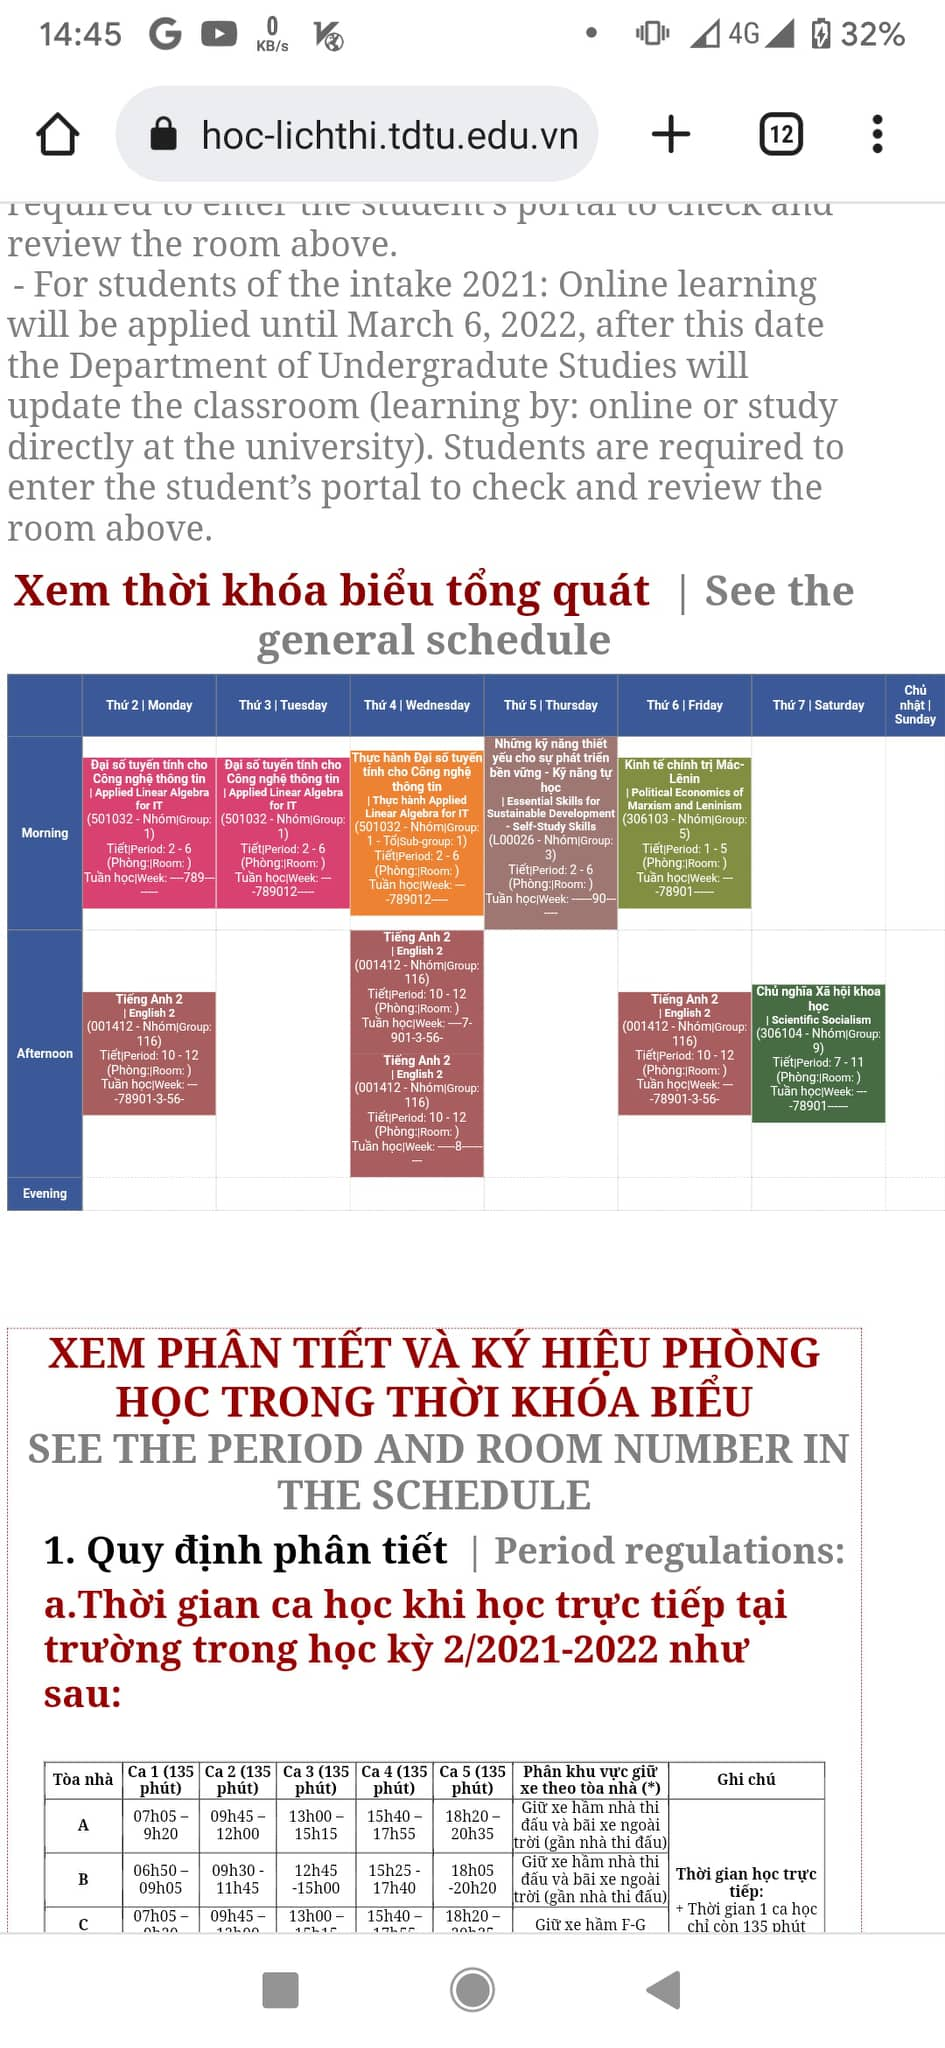 14:45
0
KB/s
4G
32%
hoc-lichthi.tdtu.edu.vn
12
required to enter the student's portal to check and
review the room above.
- For students of the intake 2021: Online learning
will be applied until March 6, 2022, after this date
the Department of Undergraduate Studies will
update the classroom (learning by: online or study
directly at the university). Students are required to
enter the student’s portal to check and review the
room above.
Xem thời khóa biểu tổng quát | See the
general schedule
Thứ 2 | Monday
Thứ 3 | Tuesday
Thứ 4 | Wednesday
Thứ 5 | Thursday
Thứ 6 | Friday
Thứ 7 | Saturday
Chủ
nhật |
Sunday
Morning
Đại số tuyến tính cho
Công nghệ thông tin
| Applied Linear Algebra
for IT
(501032 - Nhóm|Group:
1)
Tiết|Period: 2 - 6
(Phòng:|Room: )
Tuần học|Week: ----789---
------
Đại số tuyến tính cho
Công nghệ thông tin
| Applied Linear Algebra
for IT
(501032 - Nhóm|Group:
1)
Tiết|Period: 2 - 6
(Phòng:|Room: )
Tuần học|Week: ---
-789012-----
Thực hành Đại số tuyến
tính cho Công nghệ
thông tin
| Thực hành Applied
Linear Algebra for IT
(501032 - Nhóm|Group:
1 - Tổ|Sub-group: 1)
Tiết|Period: 2 - 6
(Phòng:|Room: )
Tuần học|Week: ---
-789012-----
Những kỹ năng thiết
yếu cho sự phát triển
bền vững - Kỹ năng tự
học
| Essential Skills for
Sustainable Development
- Self-Study Skills
(L00026 - Nhóm|Group:
3)
Tiết|Period: 2 - 6
(Phòng:|Room: )
Tuần học|Week: ------90---
----
Kinh tế chính trị Mác-
Lênin
| Political Economics of
Marxism and Leninism
(306103 - Nhóm|Group:
5)
Tiết|Period: 1 - 5
(Phòng:|Room: )
Tuần học|Week: ---
-78901------
Afternoon
Tiếng Anh 2
| English 2
(001412 - Nhóm|Group:
116)
Tiết|Period: 10 - 12
(Phòng:|Room: )
Tuần học|Week: ---
-78901-3-56-
Tiếng Anh 2
| English 2
(001412 - Nhóm|Group:
116)
Tiết|Period: 10 - 12
(Phòng:|Room: )
Tuần học|Week: ----7-
901-3-56-
Tiếng Anh 2
| English 2
(001412 - Nhóm|Group:
116)
Tiết|Period: 10 - 12
(Phòng:|Room: )
Tuần học|Week: -----8------
---
Tiếng Anh 2
| English 2
(001412 - Nhóm|Group:
116)
Tiết|Period: 10 - 12
(Phòng:|Room: )
Tuần học|Week: ---
-78901-3-56-
Chủ nghĩa Xã hội khoa
học
| Scientific Socialism
(306104 - Nhóm|Group:
9)
Tiết|Period: 7 - 11
(Phòng:|Room: )
Tuần học|Week: ---
-78901------
Evening
XEM PHÂN TIẾT VÀ KÝ HIỆU PHÒNG
HỌC TRONG THỜI KHÓA BIỂU
SEE THE PERIOD AND ROOM NUMBER IN
THE SCHEDULE
1. Quy định phân tiết | Period regulations:
a.Thời gian ca học khi học trực tiếp tại
trường trong học kỳ 2/2021-2022 như
sau:
Tòa nhà
Ca 1 (135
phút)
Ca 2 (135
phút)
Ca 3 (135
phút)
Ca 4 (135
phút)
Ca 5 (135
phút)
Phân khu vực giữ
xe theo tòa nhà (*)
Ghi chú
A
07h05 –
9h20
09h45 –
12h00
13h00 –
15h15
15h40 –
17h55
18h20 –
20h35
Giữ xe hầm nhà thi
đấu và bãi xe ngoài
trời (gần nhà thi đấu)
B
06h50 –
09h05
09h30 -
11h45
12h45
-15h00
15h25 -
17h40
18h05
-20h20
Giữ xe hầm nhà thi
đấu và bãi xe ngoài
trời (gần nhà thi đấu)
Thời gian học trực
tiếp:
+ Thời gian 1 ca học
chỉ còn 135 phút
C
07h05 –
09h45 –
13h00 –
15h40 –
18h20 –
Giữ xe hầm F-G